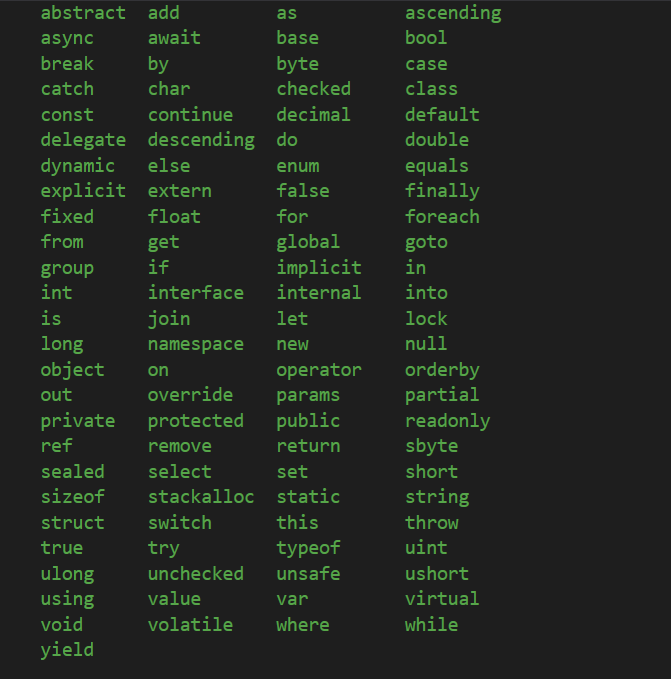 abstract add as ascending
async await base bool
break by byte case
catch char checked class
const continue decimal default
delegate descending do double
dynamic else enum equals
explicit extern false finally
fixed float for foreach
from get global goto
group if implicit in
int interface internal into
is join let lock
long namespace new null
object on operator orderby
out override params partial
private protected public readonly
ref remove return sbyte
sealed select set short
sizeof stackalloc static string
struct switch this throw
true try typeof uint
ulong unchecked unsafe ushort
using value var virtual
void volatile where while
yield